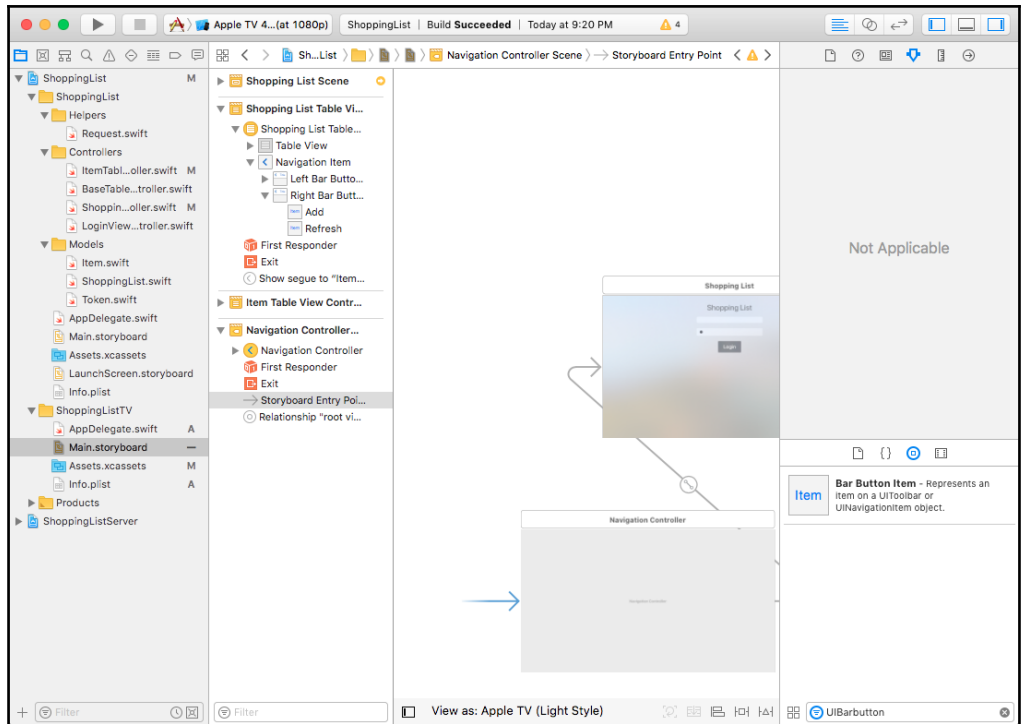 Apple TV 4...(at 1080p)
ShoppingList | Build Succeeded | Today at 9:20 PM
4
Sh...List
Navigation Controller Scene
Storyboard Entry Point
ShoppingList M
ShoppingList
Helpers
Request.swift
Controllers
ItemTabl...oller.swift M
BaseTable...troller.swift
Shoppin...oller.swift M
LoginView...troller.swift
Models
Item.swift
ShoppingList.swift
Token.swift
AppDelegate.swift
Main.storyboard
Assets.xcassets
LaunchScreen.storyboard
Info.plist
ShoppingListTV
AppDelegate.swift A
Main.storyboard –
Assets.xcassets M
Info.plist A
Products
ShoppingListServer
Filter
Shopping List Scene
Shopping List Table Vi...
Shopping List Table...
Table View
Navigation Item
Left Bar Butto...
Right Bar Butt...
Item Add
Item Refresh
First Responder
Exit
Show segue to "Item...
Item Table View Contr...
Navigation Controller...
Navigation Controller
First Responder
Exit
Storyboard Entry Poi...
Relationship "root vi...
Filter
Shopping List
Shopping List
Login
Navigation Controller
Navigation Controller
View as: Apple TV (Light Style)
Not Applicable
{}
Item
Bar Button Item - Represents an
item on a UIToolbar or
UINavigationItem object.
UIBarbutton